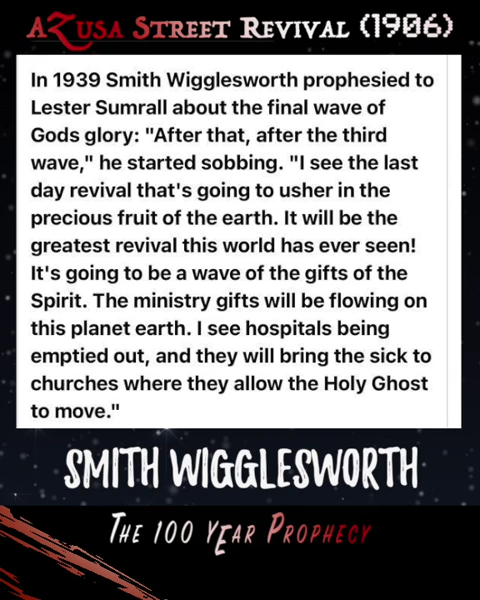 AZUSA STREET REVIVAL (1906)
In 1939 Smith Wigglesworth prophesied to
Lester Sumrall about the final wave of
Gods glory: "After that, after the third
wave," he started sobbing. "I see the last
day revival that's going to usher in the
precious fruit of the earth. It will be the
greatest revival this world has ever seen!
It's going to be a wave of the gifts of the
Spirit. The ministry gifts will be flowing on
this planet earth. I see hospitals being
emptied out, and they will bring the sick to
churches where they allow the Holy Ghost
to move."
SMITH WIGGLESWORTH
THE 100 YEAR PROPHECY